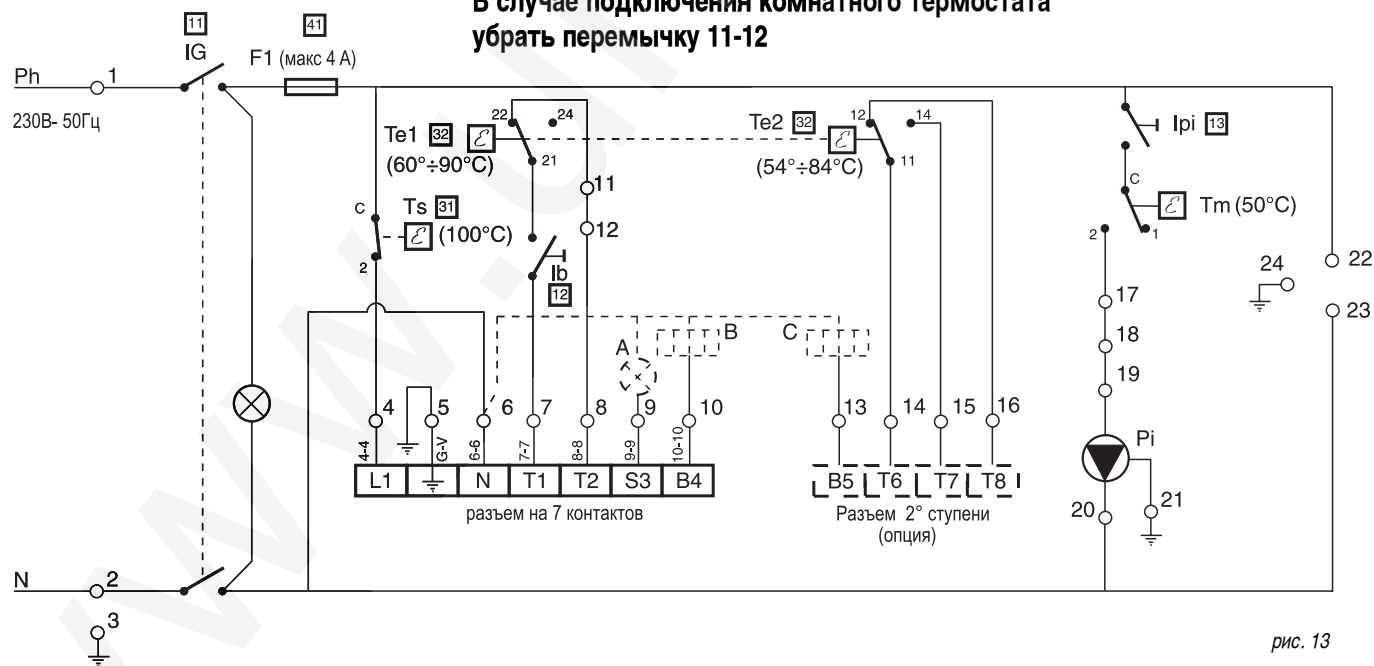 В случае подключения комнатного термостата
убрать перемычку 11-12
11
IG
41
F1 (макс 4 А)
Ph
1
230В- 50Гц
22
24
Te1 32
(60°÷90°C)
21
11
12
C
Ts 31
(100°C)
2
Ib
12
Te2 32
(54°÷84°C)
12
14
11
Ipi 13
C
Tm (50°C)
2
1
17
18
19
Pi
20
21
24
22
23
A
B
C
4
5
6
7
8
9
10
13
14
15
16
4-4
G-V
6-6
7-7
8-8
9-9
10-10
L1
N
T1
T2
S3
B4
B5
T6
T7
T8
разъем на 7 контактов
Разъем 2° ступени
(опция)
N
2
3
рис. 13